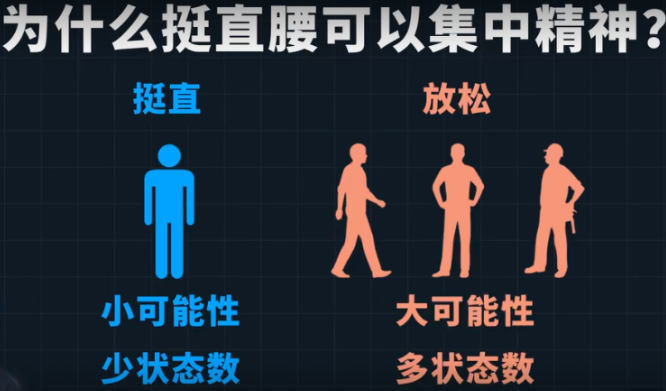 为什么挺直腰可以集中精神?
挺直
放松
小可能性
大可能性
少状态数
多状态数